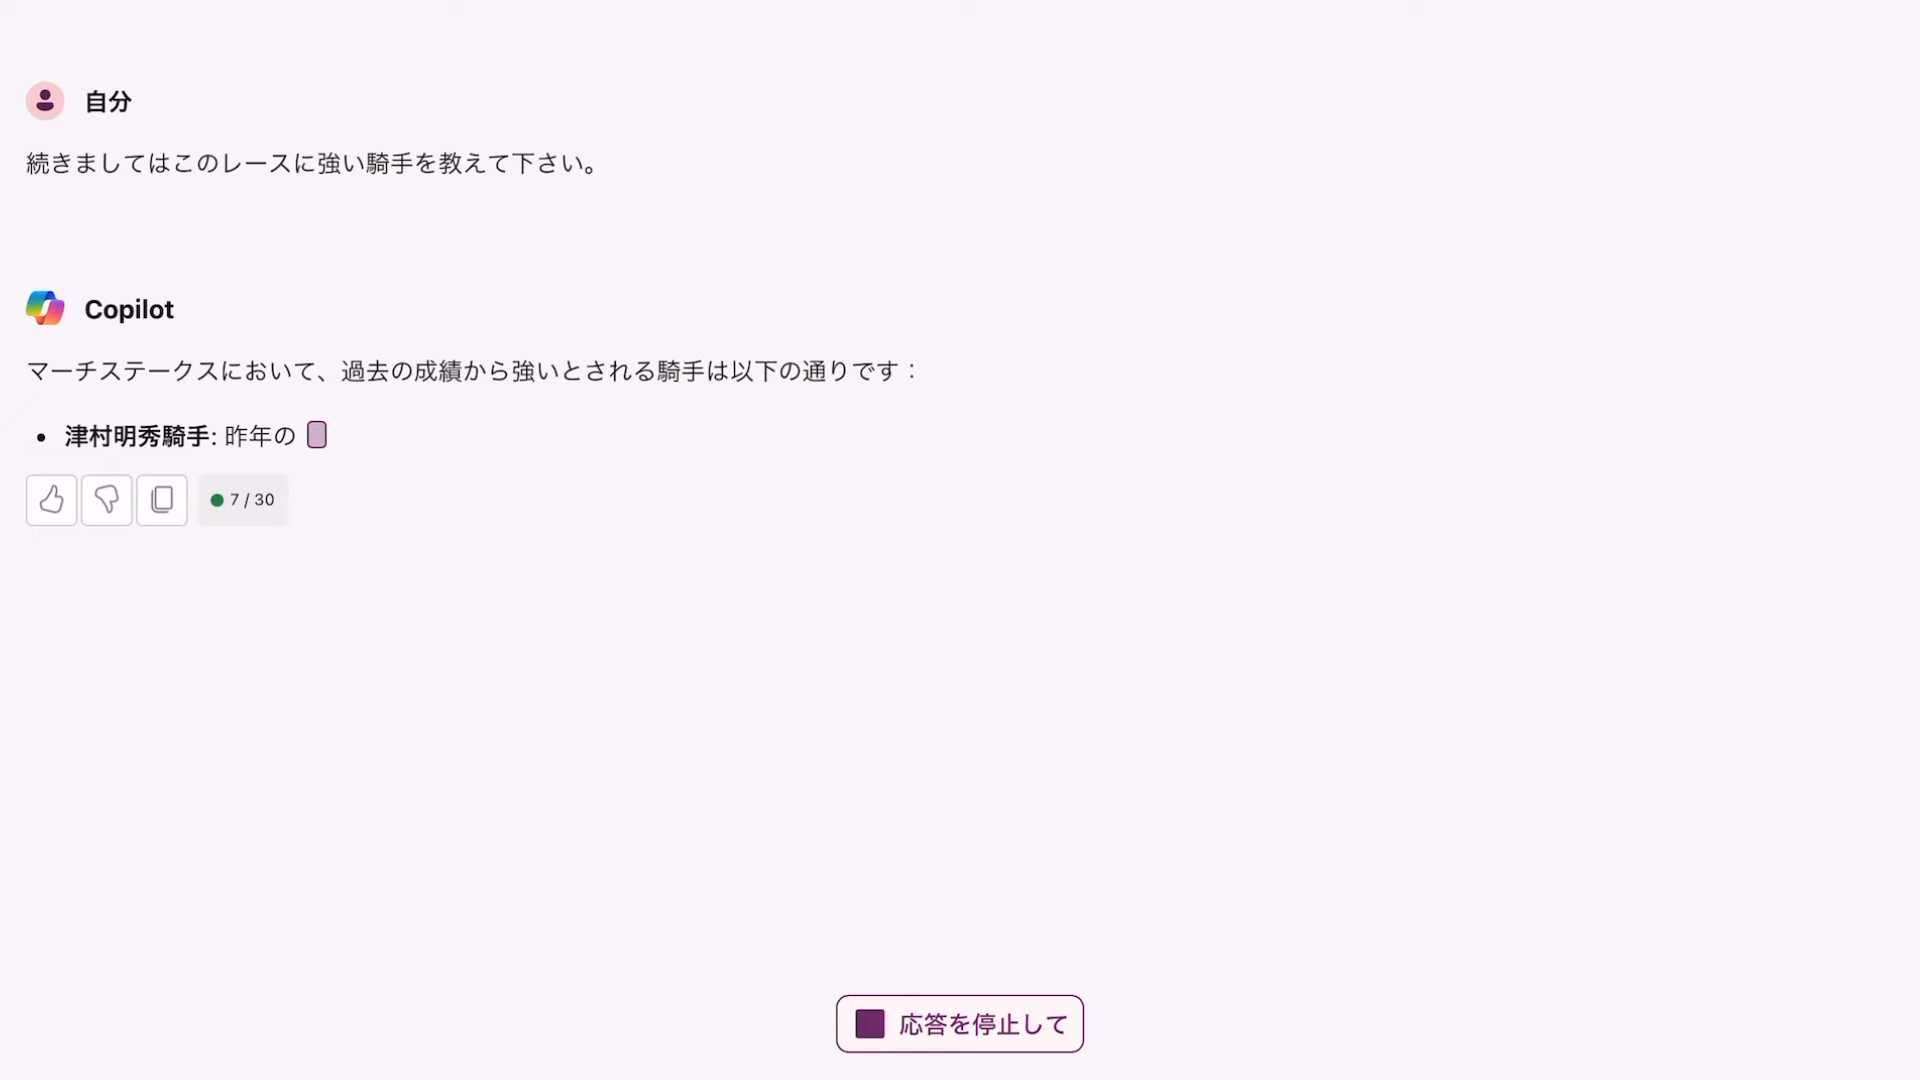 自分
続きましてはこのレースに強い騎手を教えて下さい。
Copilot
マーチステークスにおいて、過去の成績から強いとされる騎手は以下の通りです：
• 津村明秀騎手: 昨年の
7 / 30
応答を停止して